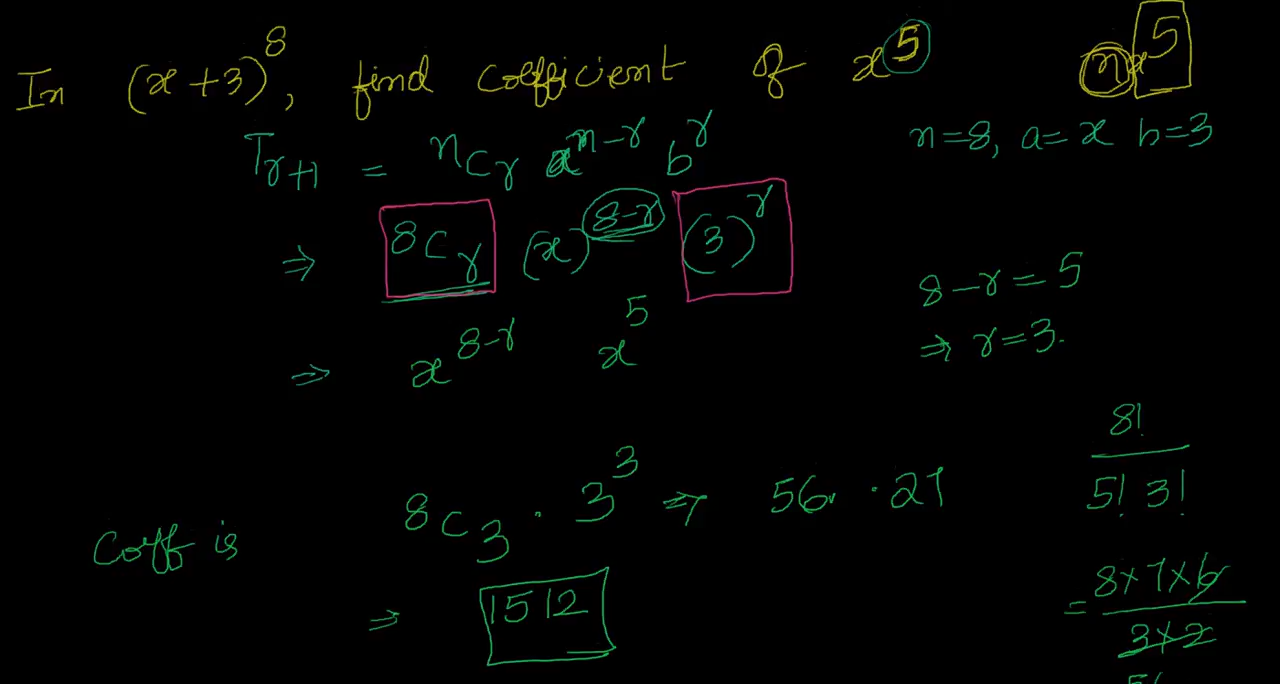 In (x+3)^8, find coefficient of x^5 n x^5
T_{r+1} = ^nC_r a^{n-r} b^r n=8, a=x b=3
⇒ ^8C_r (x)^{8-r} (3)^r
8-r=5
⇒ x^{8-r} x^5
⇒ r=3.
8!
5! 3!
Coff is ^8C_3 · 3^3 ⇒ 56 · 27
= 8×7×6
3×2
⇒ 1512